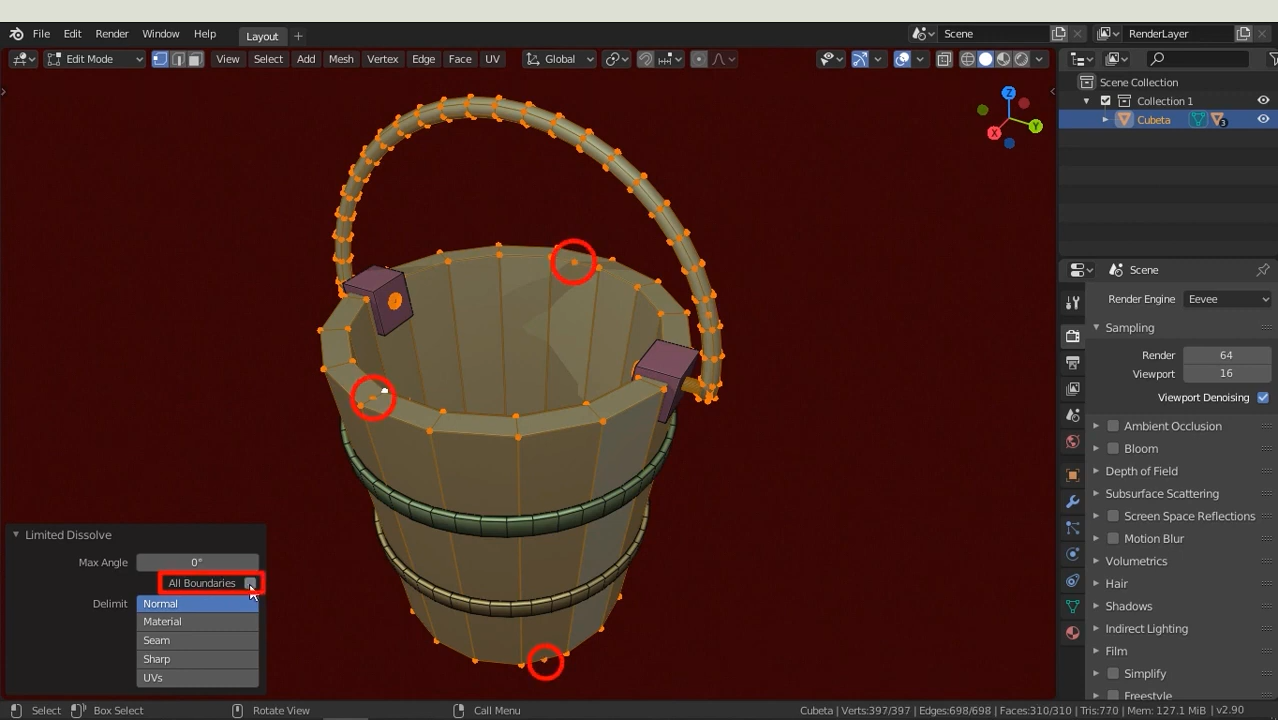 File Edit Render Window Help Layout + Scene RenderLayer
Edit Mode View Select Add Mesh Vertex Edge Face UV Global
Scene Collection
Collection 1
Cubeta 3
Z
Y
X
Scene
Render Engine Eevee
Sampling
Render 64
Viewport 16
Viewport Denoising
Ambient Occlusion
Bloom
Depth of Field
Subsurface Scattering
Screen Space Reflections
Motion Blur
Volumetrics
Hair
Shadows
Indirect Lighting
Film
Simplify
Freestyle
Limited Dissolve
Max Angle 0°
All Boundaries
Delimit Normal
Material
Seam
Sharp
UVs
Select Box Select Rotate View Call Menu Cubeta | Verts:397/397 | Edges:698/698 | Faces:310/310 | Tris:770 | Mem: 127.1 MiB | v2.90